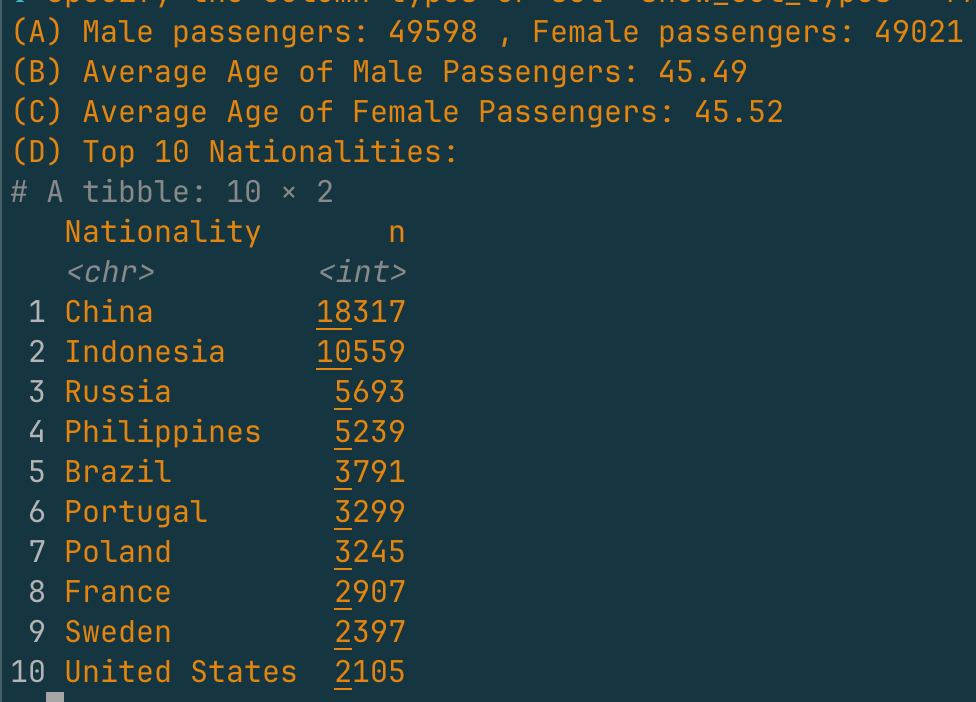 (A) Male passengers: 49598 , Female passengers: 49021
(B) Average Age of Male Passengers: 45.49
(C) Average Age of Female Passengers: 45.52
(D) Top 10 Nationalities:
# A tibble: 10 × 2
Nationality n
<chr> <int>
1 China 18317
2 Indonesia 10559
3 Russia 5693
4 Philippines 5239
5 Brazil 3791
6 Portugal 3299
7 Poland 3245
8 France 2907
9 Sweden 2397
10 United States 2105